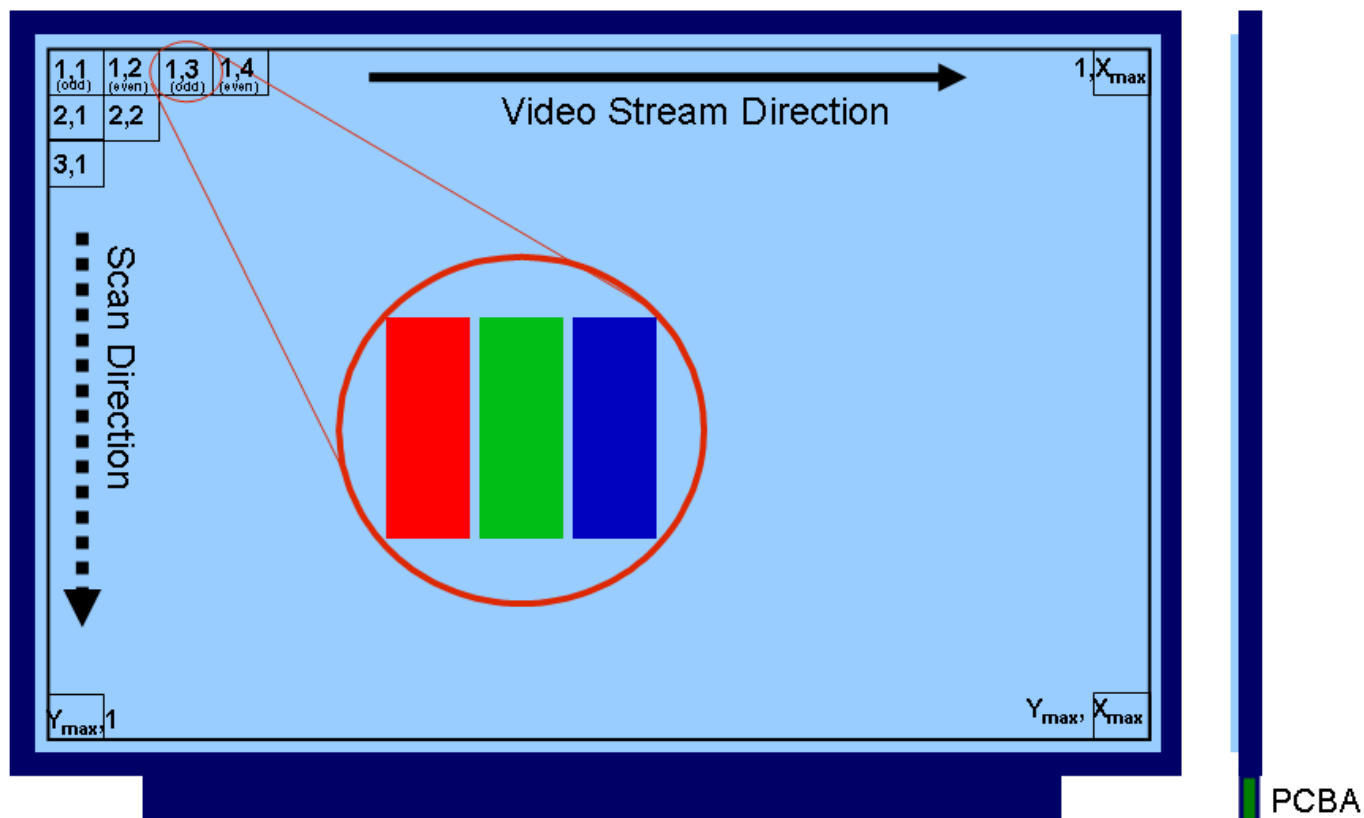 1,1 1,2 1,3 1,4 1,Xmax
(odd) (even) (odd) (even)
Video Stream Direction
2,1 2,2
3,1
Scan Direction
Ymax,1 Ymax, Xmax
PCBA